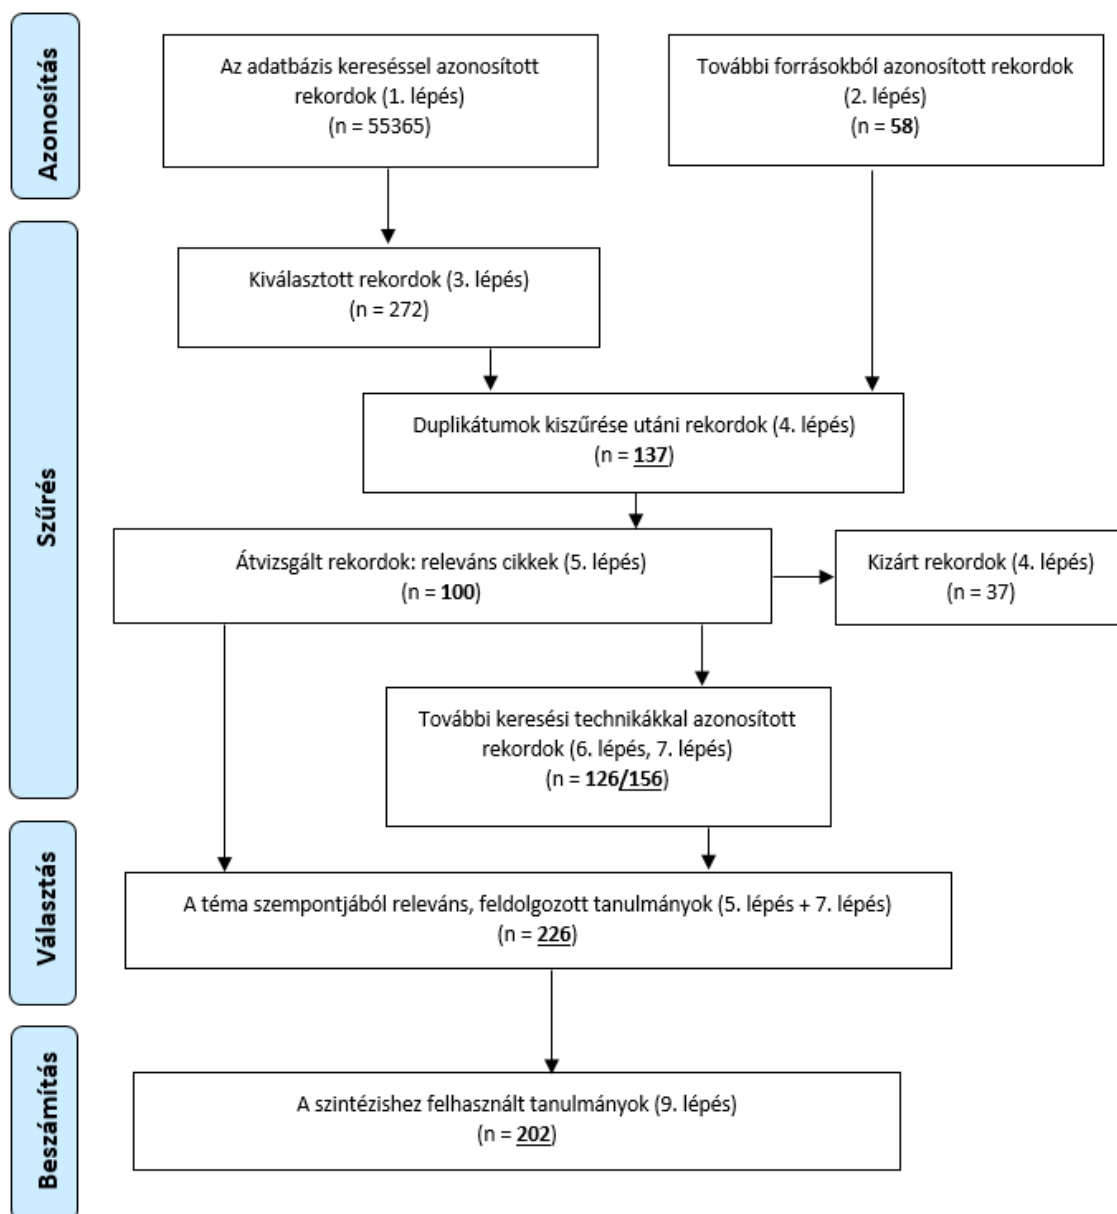 Azonosítás
Az adatbázis kereséssel azonosított
rekordok (1. lépés)
(n = 55365)
További forrásokból azonosított rekordok
(2. lépés)
(n = 58)
Szűrés
Kiválasztott rekordok (3. lépés)
(n = 272)
Duplikátumok kiszűrése utáni rekordok (4. lépés)
(n = 137)
Átvizsgált rekordok: releváns cikkek (5. lépés)
(n = 100)
Kizárt rekordok (4. lépés)
(n = 37)
További keresési technikákkal azonosított
rekordok (6. lépés, 7. lépés)
(n = 126/156)
Választás
A téma szempontjából releváns, feldolgozott tanulmányok (5. lépés + 7. lépés)
(n = 226)
Beszámítás
A szintézishez felhasznált tanulmányok (9. lépés)
(n = 202)